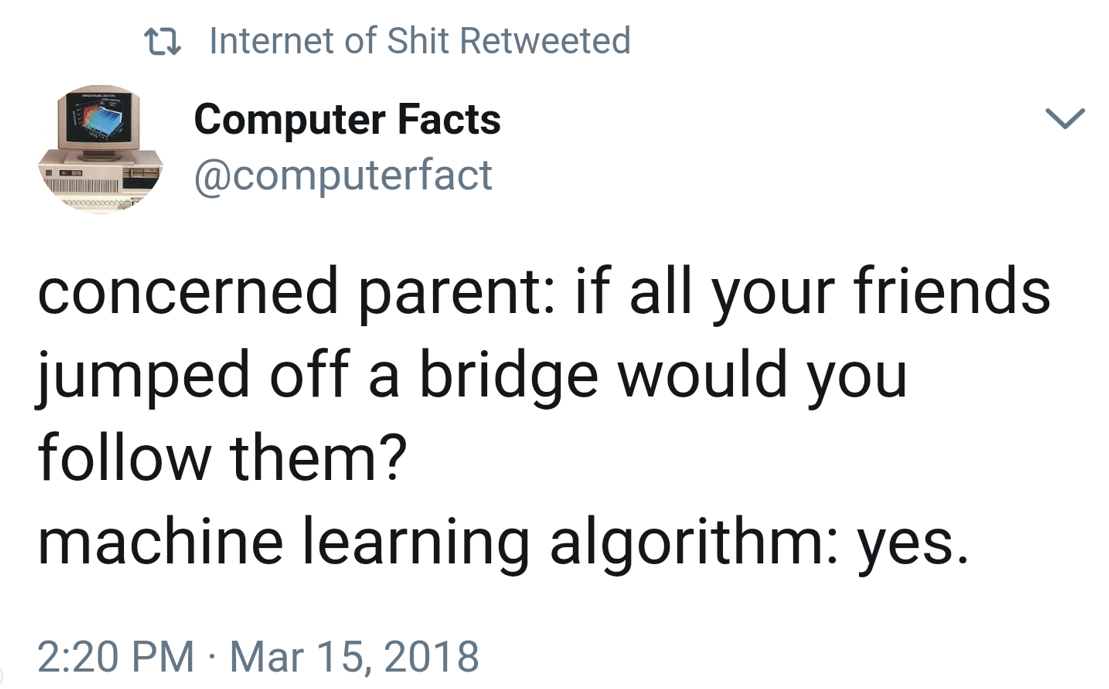 Internet of Shit Retweeted
Computer Facts
@computerfact
concerned parent: if all your friends
jumped off a bridge would you
follow them?
machine learning algorithm: yes.
2:20 PM · Mar 15, 2018